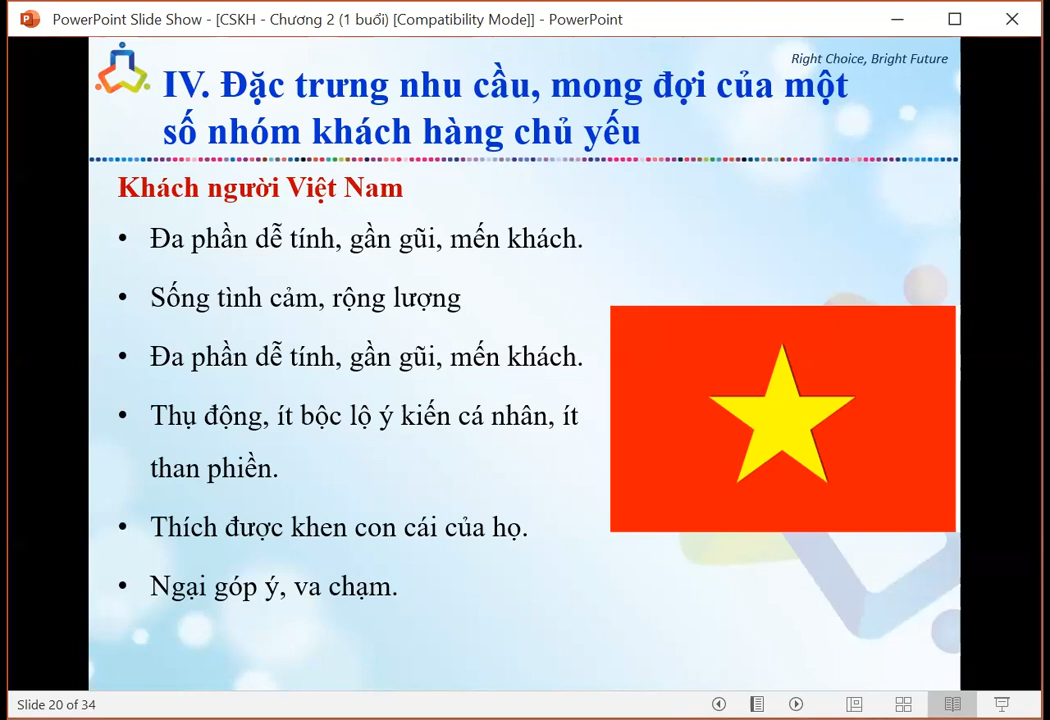 PowerPoint Slide Show - [CSKH - Chương 2 (1 buổi) [Compatibility Mode]] - PowerPoint
Right Choice, Bright Future
IV. Đặc trưng nhu cầu, mong đợi của một
số nhóm khách hàng chủ yếu
Khách người Việt Nam
• Đa phần dễ tính, gần gũi, mến khách.
• Sống tình cảm, rộng lượng
• Đa phần dễ tính, gần gũi, mến khách.
• Thụ động, ít bộc lộ ý kiến cá nhân, ít
than phiền.
• Thích được khen con cái của họ.
• Ngại góp ý, va chạm.
Slide 20 of 34